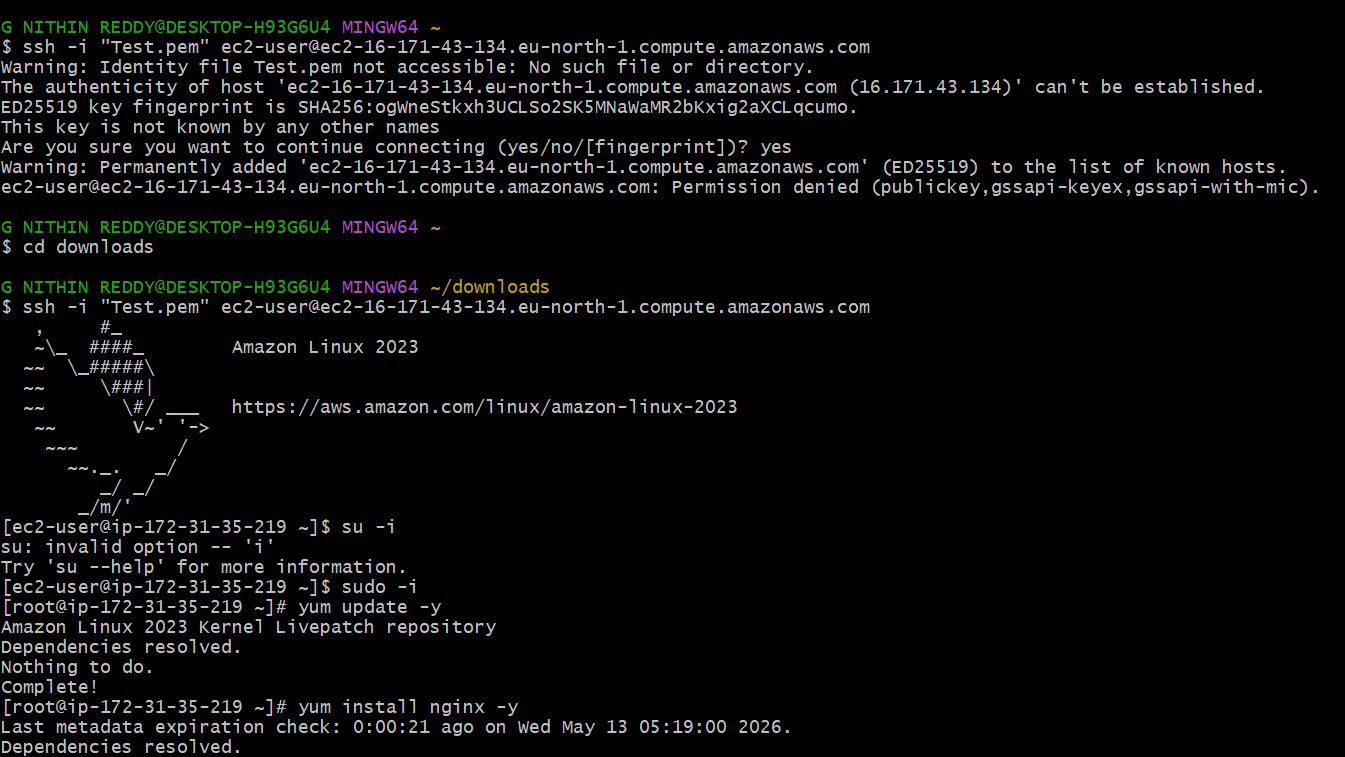 G NITHIN REDDY@DESKTOP-H93G6U4 MINGW64 ~
$ ssh -i "Test.pem" ec2-user@ec2-16-171-43-134.eu-north-1.compute.amazonaws.com
Warning: Identity file Test.pem not accessible: No such file or directory.
The authenticity of host 'ec2-16-171-43-134.eu-north-1.compute.amazonaws.com (16.171.43.134)' can't be established.
ED25519 key fingerprint is SHA256:ogWneStkxh3UCLSo2SK5MNaWaMR2bKxig2aXCLqcumo.
This key is not known by any other names
Are you sure you want to continue connecting (yes/no/[fingerprint])? yes
Warning: Permanently added 'ec2-16-171-43-134.eu-north-1.compute.amazonaws.com' (ED25519) to the list of known hosts.
ec2-user@ec2-16-171-43-134.eu-north-1.compute.amazonaws.com: Permission denied (publickey,gssapi-keyex,gssapi-with-mic).

G NITHIN REDDY@DESKTOP-H93G6U4 MINGW64 ~
$ cd downloads

G NITHIN REDDY@DESKTOP-H93G6U4 MINGW64 ~/downloads
$ ssh -i "Test.pem" ec2-user@ec2-16-171-43-134.eu-north-1.compute.amazonaws.com
   ,     #_
   ~\_  ####_        Amazon Linux 2023
  ~~  \_#####\
  ~~     \###|
  ~~       \#/ ___   https://aws.amazon.com/linux/amazon-linux-2023
   ~~       V~' '->
    ~~~         /
      ~~._.   _/
         _/ _/
       _/m/'
[ec2-user@ip-172-31-35-219 ~]$ su -i
su: invalid option -- 'i'
Try 'su --help' for more information.
[ec2-user@ip-172-31-35-219 ~]$ sudo -i
[root@ip-172-31-35-219 ~]# yum update -y
Amazon Linux 2023 Kernel Livepatch repository
Dependencies resolved.
Nothing to do.
Complete!
[root@ip-172-31-35-219 ~]# yum install nginx -y
Last metadata expiration check: 0:00:21 ago on Wed May 13 05:19:00 2026.
Dependencies resolved.